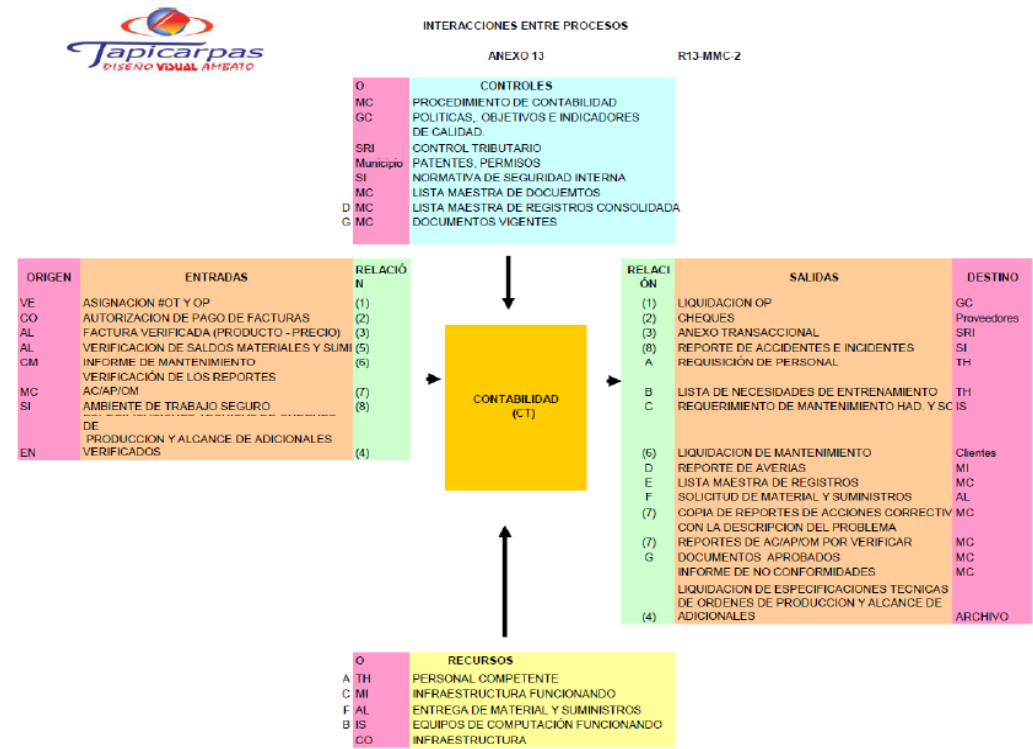 Tapicarpas
DISEÑO VISUAL AMBATO
INTERACCIONES ENTRE PROCESOS
ANEXO 13 R13-MMC-2
O CONTROLES
MC PROCEDIMIENTO DE CONTABILIDAD
GC POLITICAS,. OBJETIVOS E INDICADORES
DE CALIDAD.
SRI CONTROL TRIBUTARIO
Municipio PATENTES, PERMISOS
SI NORMATIVA DE SEGURIDAD INTERNA
MC LISTA MAESTRA DE DOCUEMTOS
D MC LISTA MAESTRA DE REGISTROS CONSOLIDADA
G MC DOCUMENTOS VIGENTES
ORIGEN ENTRADAS RELACIÓ
N
VE ASIGNACION #OT Y OP (1)
CO AUTORIZACION DE PAGO DE FACTURAS (2)
AL FACTURA VERIFICADA (PRODUCTO - PRECIO) (3)
AL VERIFICACION DE SALDOS MATERIALES Y SUMI (5)
CM INFORME DE MANTENIMIENTO (6)
VERIFICACIÓN DE LOS REPORTES
MC AC/AP/OM (7)
SI AMBIENTE DE TRABAJO SEGURO (8)
DE
PRODUCCION Y ALCANCE DE ADICIONALES
EN VERIFICADOS (4)
CONTABILIDAD
(CT)
RELACI
ÓN SALIDAS DESTINO
(1) LIQUIDACION OP GC
(2) CHEQUES Proveedores
(3) ANEXO TRANSACCIONAL SRI
(8) REPORTE DE ACCIDENTES E INCIDENTES SI
A REQUISICIÓN DE PERSONAL TH
B LISTA DE NECESIDADES DE ENTRENAMIENTO TH
C REQUERIMIENTO DE MANTENIMIENTO HAD. Y SO IS
(6) LIQUIDACION DE MANTENIMIENTO Clientes
D REPORTE DE AVERIAS MI
E LISTA MAESTRA DE REGISTROS MC
F SOLICITUD DE MATERIAL Y SUMINISTROS AL
(7) COPIA DE REPORTES DE ACCIONES CORRECTIV MC
CON LA DESCRIPCION DEL PROBLEMA
(7) REPORTES DE AC/AP/OM POR VERIFICAR MC
G DOCUMENTOS APROBADOS MC
INFORME DE NO CONFORMIDADES MC
LIQUIDACION DE ESPECIFICACIONES TECNICAS
DE ORDENES DE PRODUCCION Y ALCANCE DE
(4) ADICIONALES ARCHIVO
O RECURSOS
A TH PERSONAL COMPETENTE
C MI INFRAESTRUCTURA FUNCIONANDO
F AL ENTREGA DE MATERIAL Y SUMINISTROS
B IS EQUIPOS DE COMPUTACIÓN FUNCIONANDO
CO INFRAESTRUCTURA